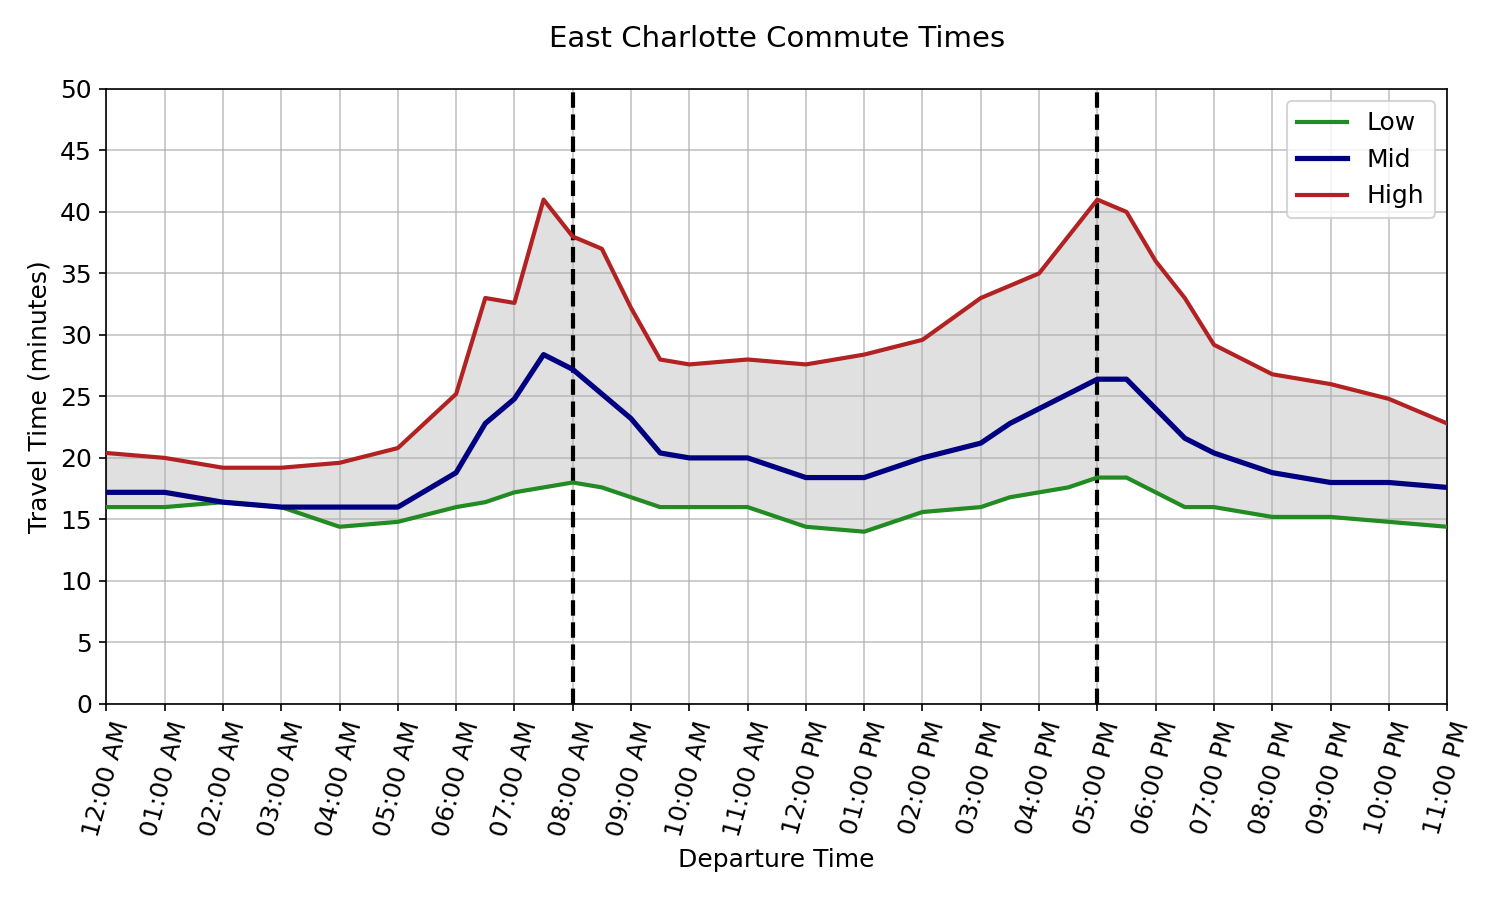 East Charlotte Commute Times
50
45
40
35
30
25
20
15
10
5
0
Travel Time (minutes)
Low
Mid
High
12:00 AM
01:00 AM
02:00 AM
03:00 AM
04:00 AM
05:00 AM
06:00 AM
07:00 AM
08:00 AM
09:00 AM
10:00 AM
11:00 AM
12:00 PM
01:00 PM
02:00 PM
03:00 PM
04:00 PM
05:00 PM
06:00 PM
07:00 PM
08:00 PM
09:00 PM
10:00 PM
11:00 PM
Departure Time